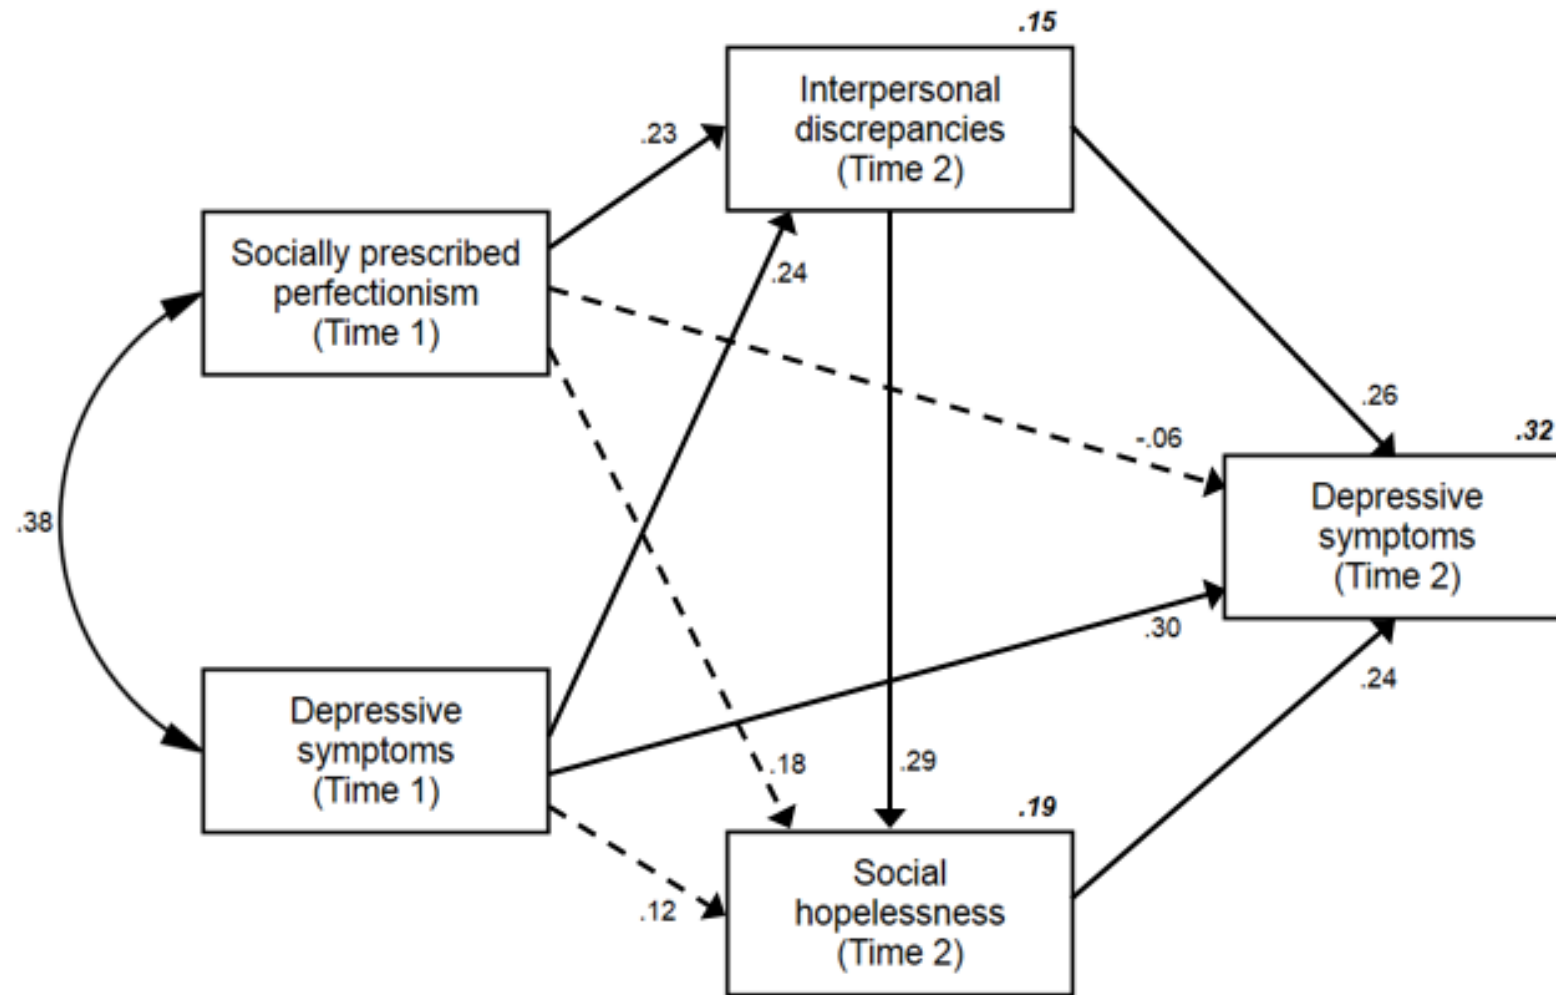 .15
Interpersonal
discrepancies
(Time 2)
.23
Socially prescribed
perfectionism
(Time 1)
.24
.26
-.06
.32
Depressive
symptoms
(Time 2)
.38
.30
.24
Depressive
symptoms
(Time 1)
.18
.29
.19
.12
Social
hopelessness
(Time 2)